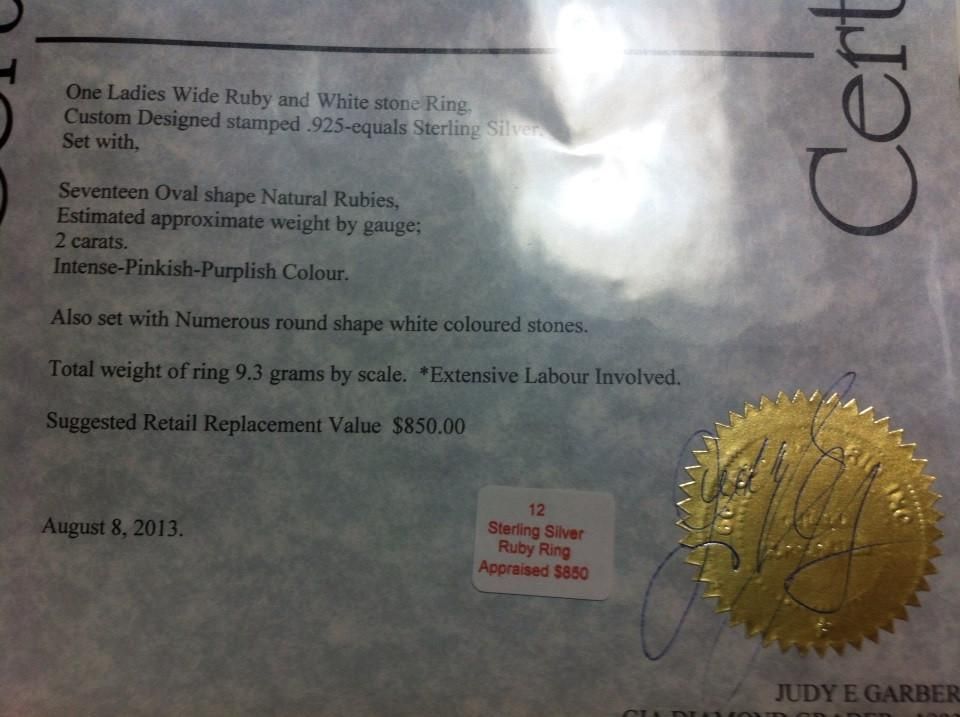 One Ladies Wide Ruby and White stone Ring,
Custom Designed stamped .925-equals Sterling Silver.
Set with,
Seventeen Oval shape Natural Rubies,
Estimated approximate weight by gauge;
2 carats.
Intense-Pinkish-Purplish Colour.
Also set with Numerous round shape white coloured stones.
Total weight of ring 9.3 grams by scale. *Extensive Labour Involved.
Suggested Retail Replacement Value $850.00
August 8, 2013.
12
Sterling Silver
Ruby Ring
Appraised $850
JUDY E GARBER
GIA DIAMOND GRADER
Cert